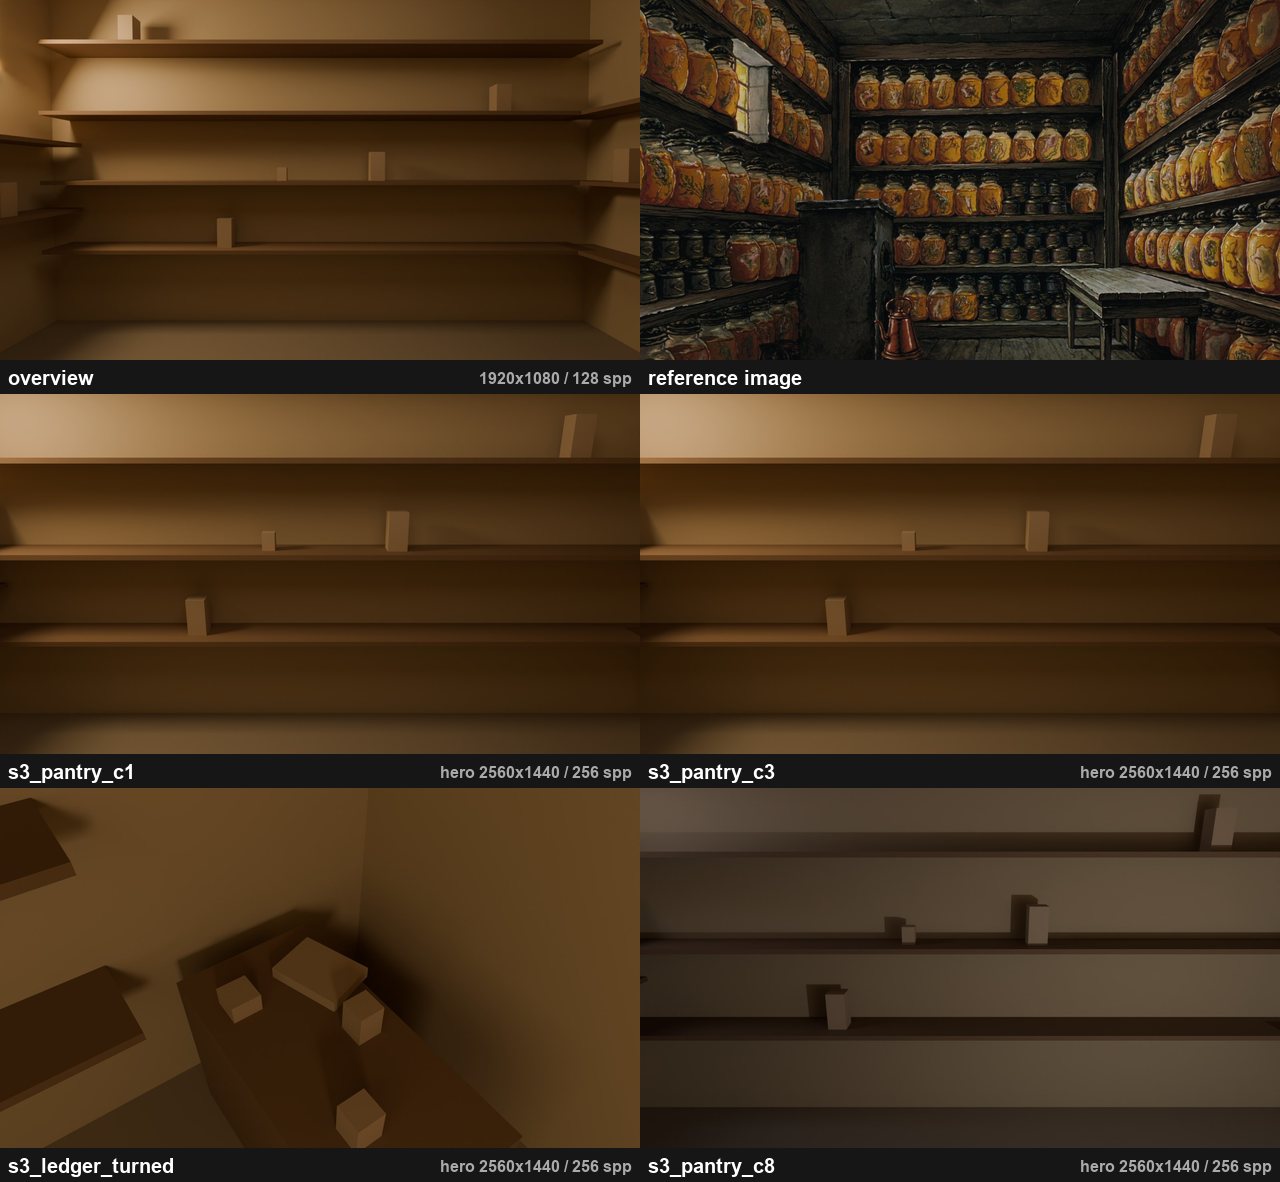 overview
1920x1080 / 128 spp
reference image
s3_pantry_c1
hero 2560x1440 / 256 spp
s3_pantry_c3
hero 2560x1440 / 256 spp
s3_ledger_turned
hero 2560x1440 / 256 spp
s3_pantry_c8
hero 2560x1440 / 256 spp